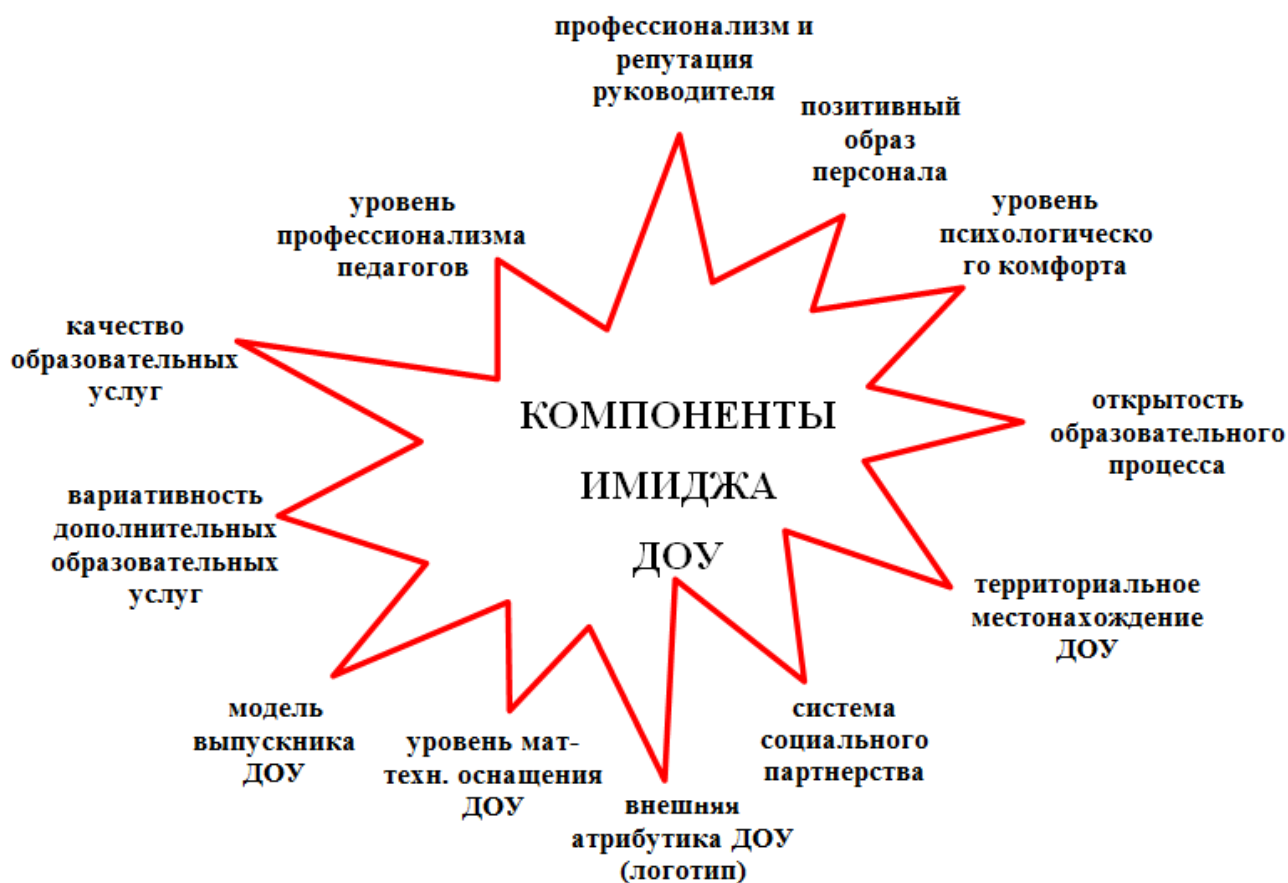 профессионализм и
репутация
руководителя
позитивный
образ
персонала
уровень
психологическо
го комфорта
открытость
образовательного
процесса
территориальное
местонахождение
ДОУ
система
социального
партнерства
внешняя
атрибутика ДОУ
(логотип)
уровень мат-
техн. оснащения
ДОУ
модель
выпускника
ДОУ
вариативность
дополнительных
образовательных
услуг
качество
образовательных
услуг
уровень
профессионализма
педагогов
КОМПОНЕНТЫ
ИМИДЖА
ДОУ